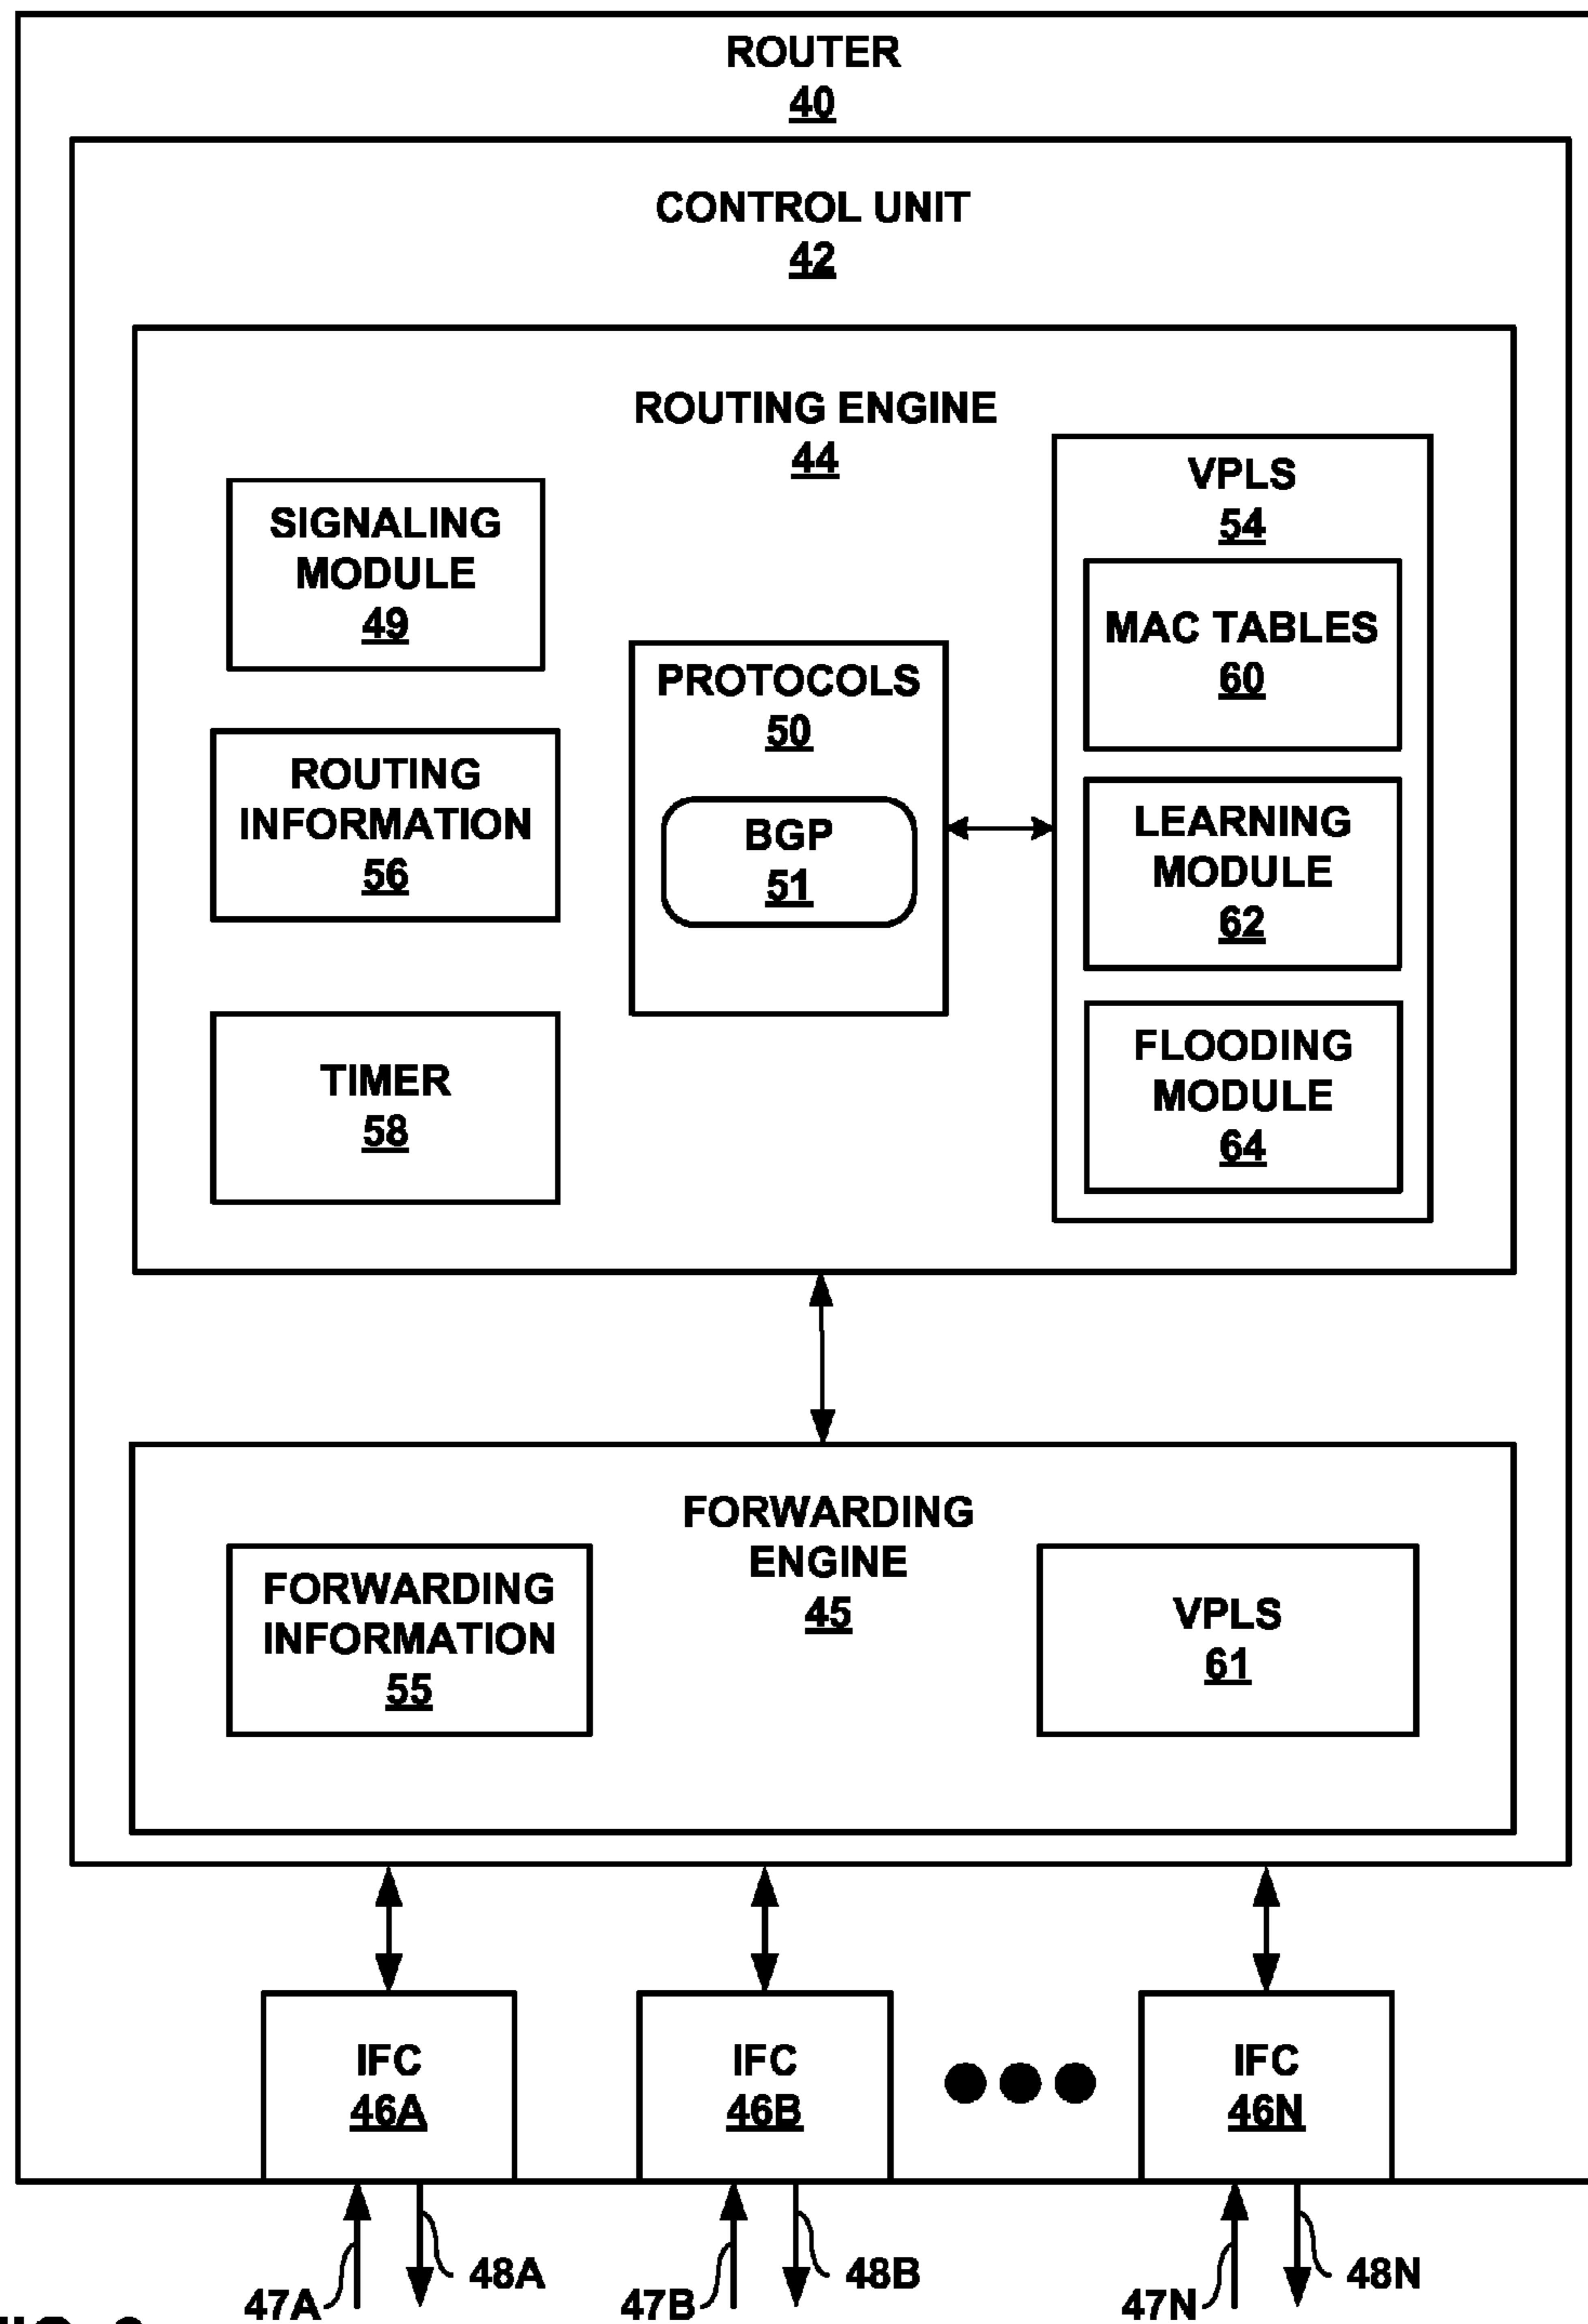 ROUTER
40
CONTROL UNIT
42
ROUTING ENGINE
44
SIGNALING
MODULE
49
ROUTING
INFORMATION
56
TIMER
58
PROTOCOLS
50
BGP
51
VPLS
54
MAC TABLES
60
LEARNING
MODULE
62
FLOODING
MODULE
64
FORWARDING
ENGINE
45
FORWARDING
INFORMATION
55
VPLS
61
IFC
46A
IFC
46B
IFC
46N
47A
48A
47B
48B
47N
48N